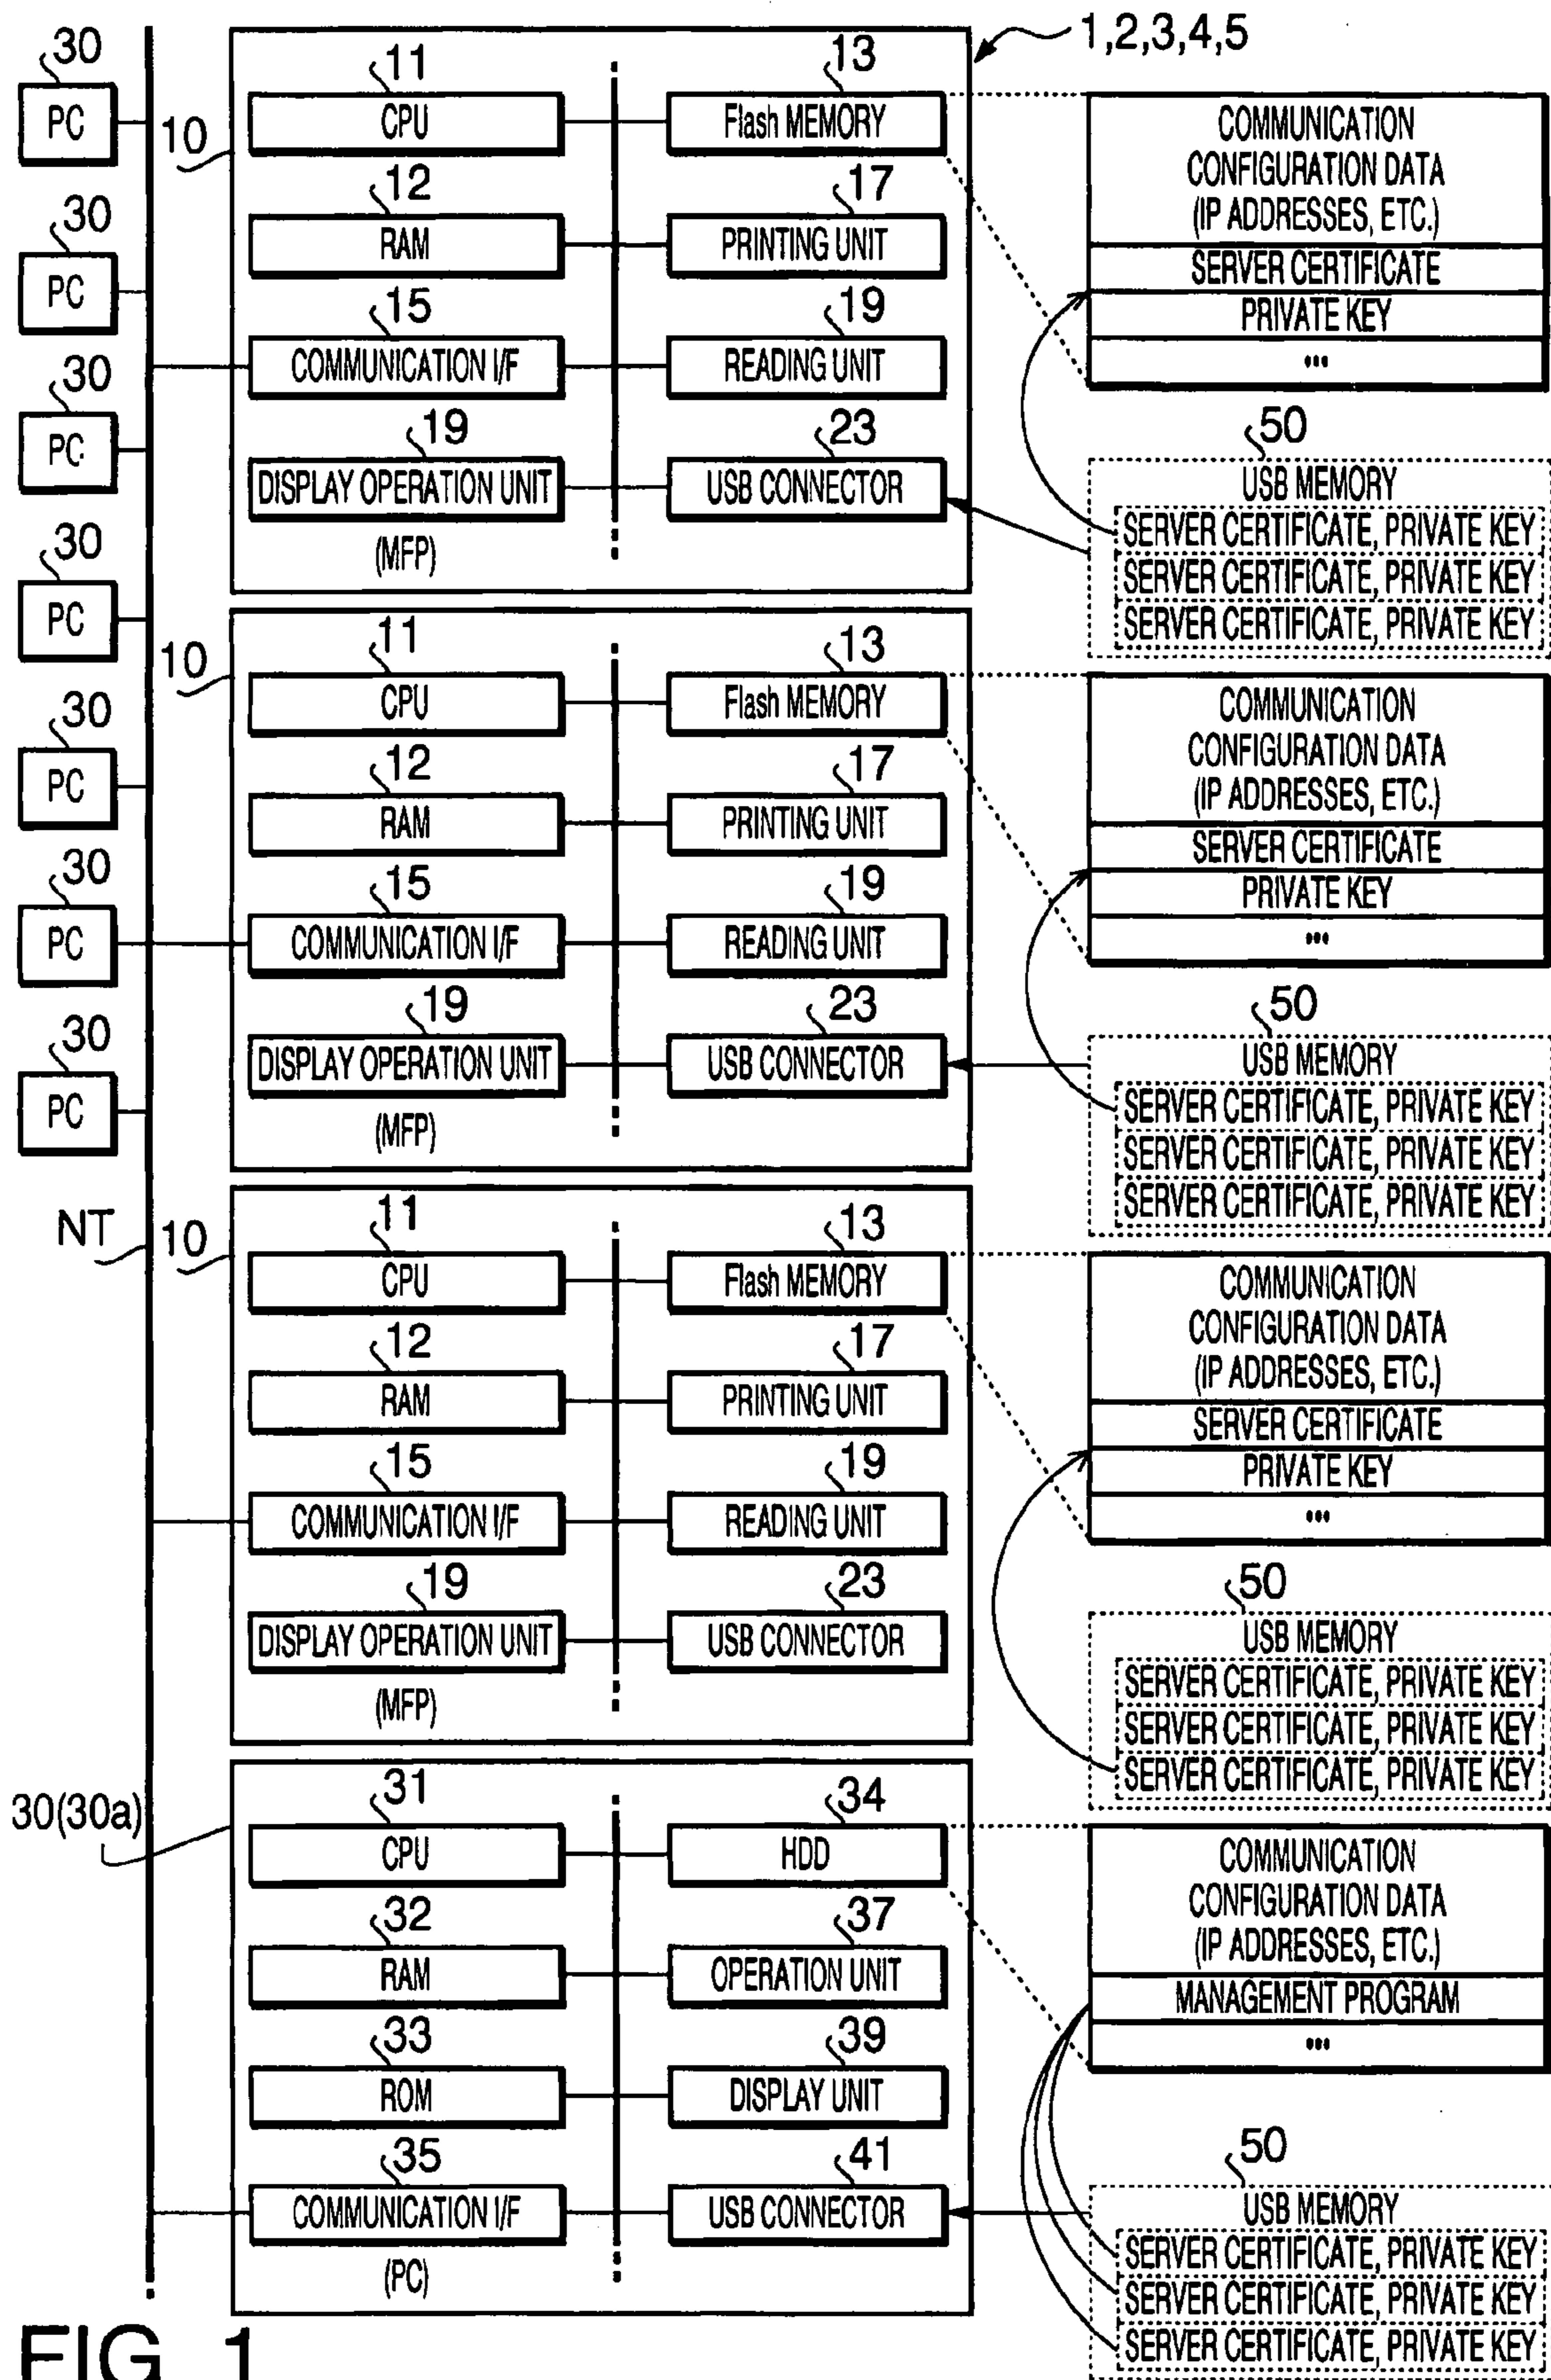 1,2,3,4,5
30
PC
30
PC
30
PC
30
PC
30
PC
30
PC
30
PC
NT
10
11
CPU
13
Flash MEMORY
12
RAM
17
PRINTING UNIT
15
COMMUNICATION I/F
19
READING UNIT
19
DISPLAY OPERATION UNIT
23
USB CONNECTOR
(MFP)
COMMUNICATION
CONFIGURATION DATA
(IP ADDRESSES, ETC.)
SERVER CERTIFICATE
PRIVATE KEY
...
50
USB MEMORY
SERVER CERTIFICATE, PRIVATE KEY
SERVER CERTIFICATE, PRIVATE KEY
SERVER CERTIFICATE, PRIVATE KEY
10
11
CPU
13
Flash MEMORY
12
RAM
17
PRINTING UNIT
15
COMMUNICATION I/F
19
READING UNIT
19
DISPLAY OPERATION UNIT
23
USB CONNECTOR
(MFP)
COMMUNICATION
CONFIGURATION DATA
(IP ADDRESSES, ETC.)
SERVER CERTIFICATE
PRIVATE KEY
...
50
USB MEMORY
SERVER CERTIFICATE, PRIVATE KEY
SERVER CERTIFICATE, PRIVATE KEY
SERVER CERTIFICATE, PRIVATE KEY
10
11
CPU
13
Flash MEMORY
12
RAM
17
PRINTING UNIT
15
COMMUNICATION I/F
19
READING UNIT
19
DISPLAY OPERATION UNIT
23
USB CONNECTOR
(MFP)
COMMUNICATION
CONFIGURATION DATA
(IP ADDRESSES, ETC.)
SERVER CERTIFICATE
PRIVATE KEY
...
50
USB MEMORY
SERVER CERTIFICATE, PRIVATE KEY
SERVER CERTIFICATE, PRIVATE KEY
SERVER CERTIFICATE, PRIVATE KEY
30(30a)
31
CPU
34
HDD
32
RAM
37
OPERATION UNIT
33
ROM
39
DISPLAY UNIT
35
COMMUNICATION I/F
41
USB CONNECTOR
(PC)
COMMUNICATION
CONFIGURATION DATA
(IP ADDRESSES, ETC.)
MANAGEMENT PROGRAM
...
50
USB MEMORY
SERVER CERTIFICATE, PRIVATE KEY
SERVER CERTIFICATE, PRIVATE KEY
SERVER CERTIFICATE, PRIVATE KEY
FIG. 1